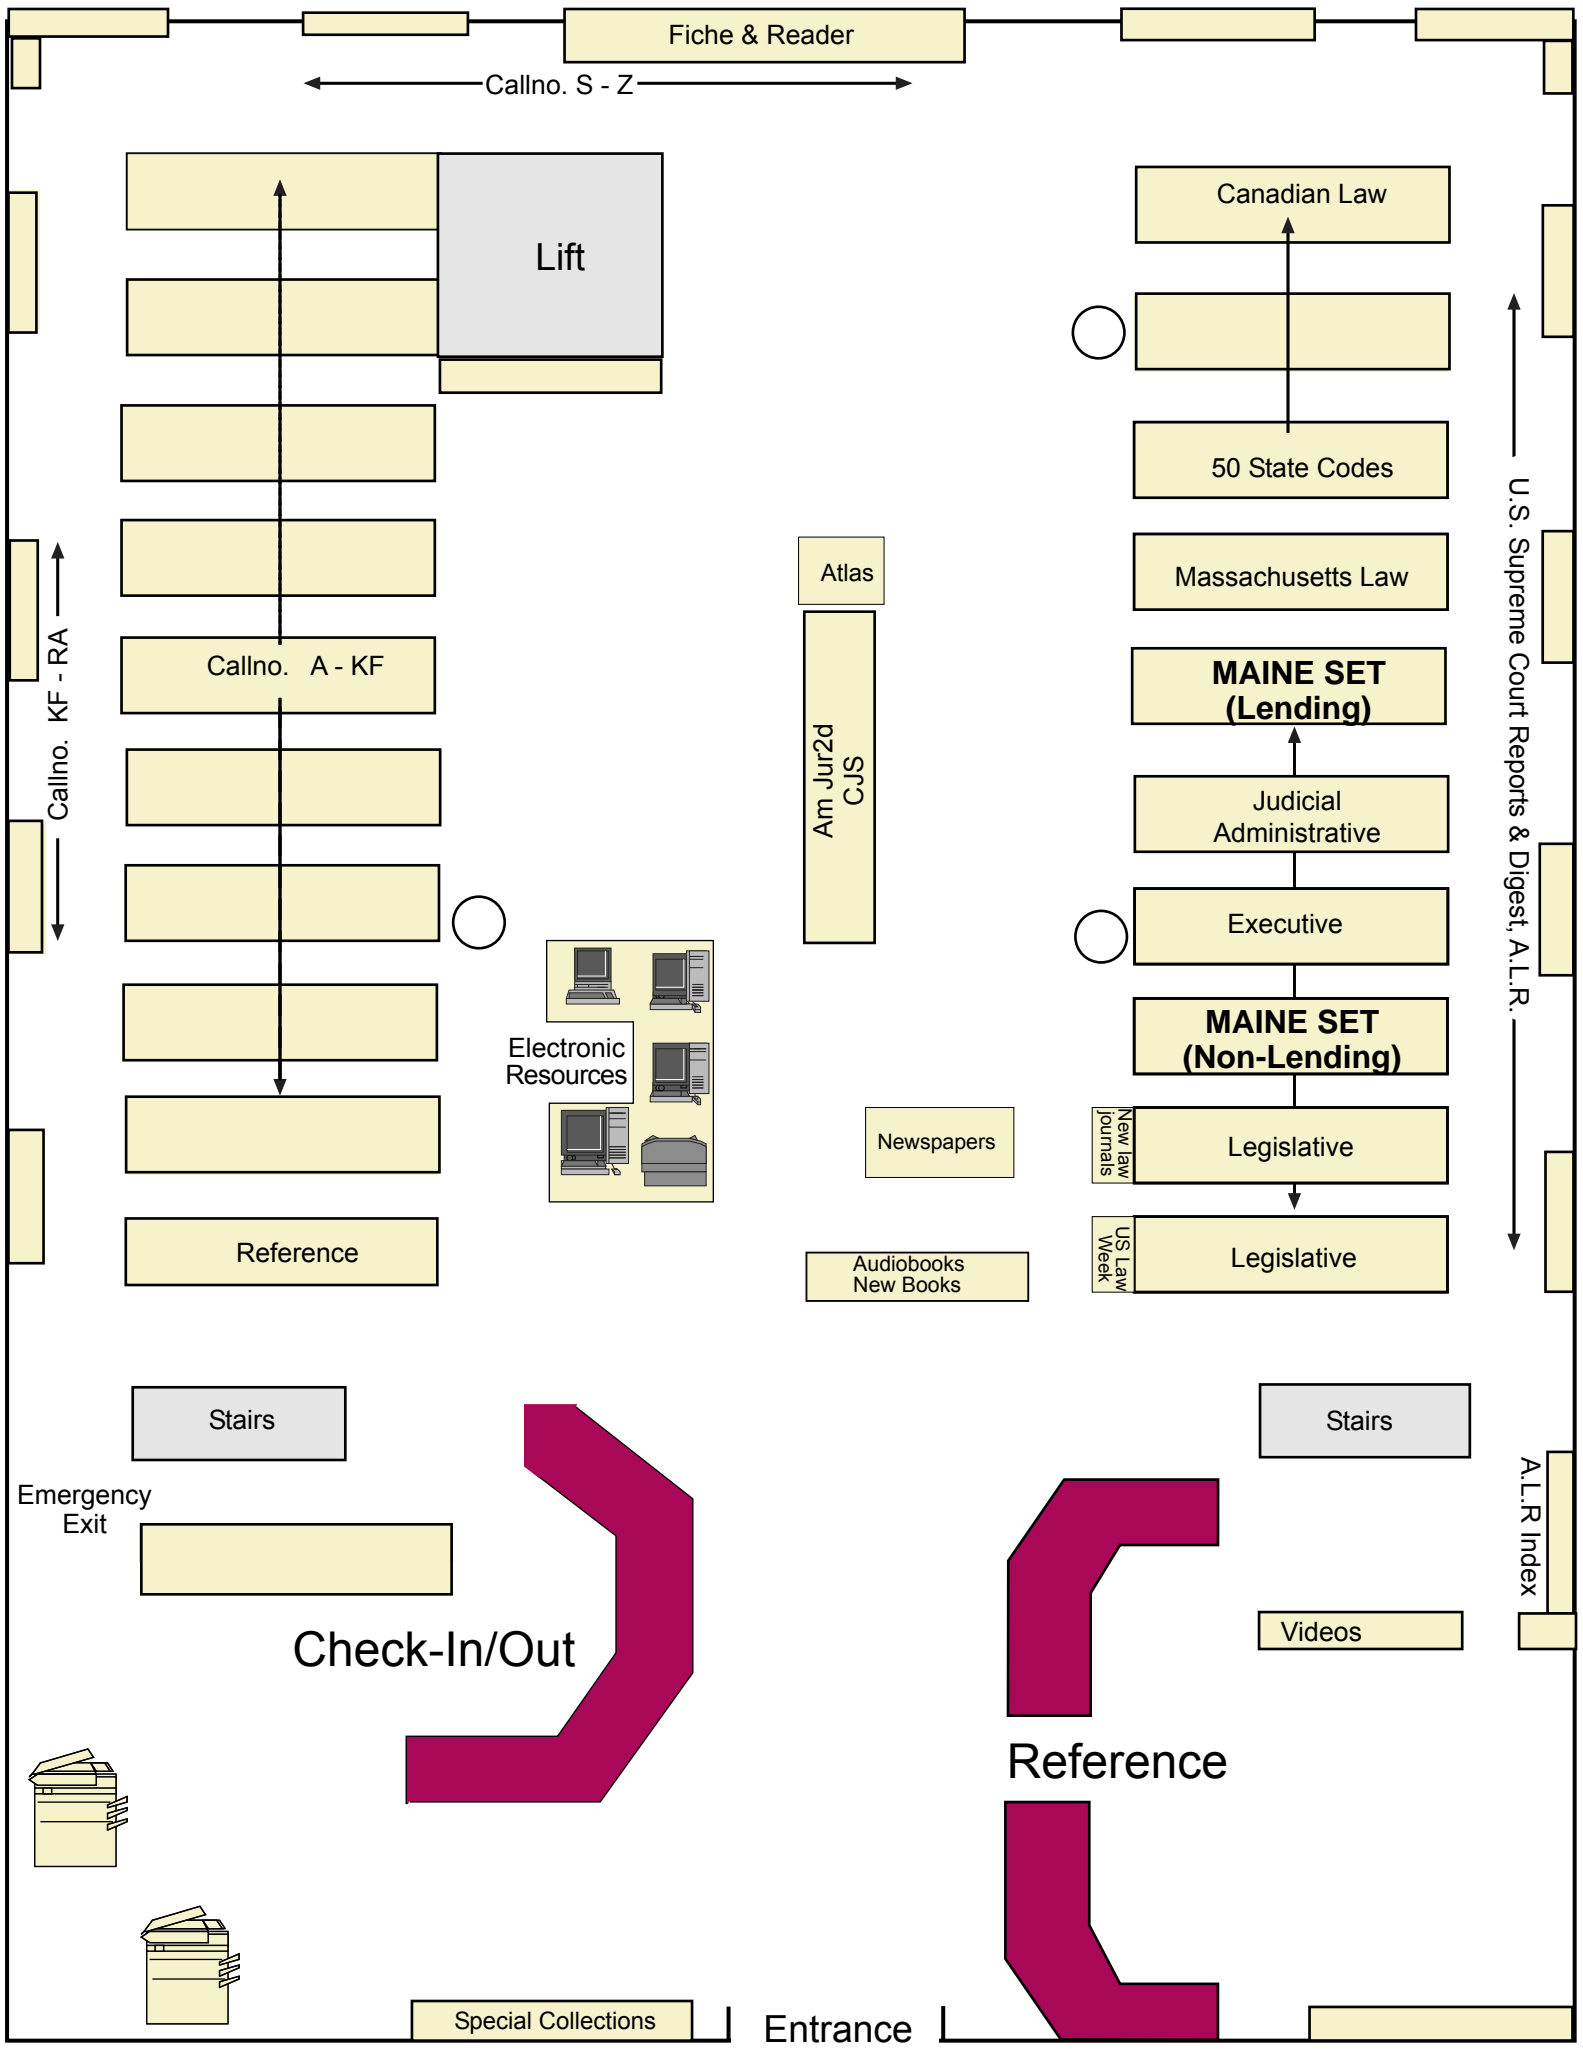 Fiche & Reader
Callno. S - Z
Lift
Canadian Law
50 State Codes
Massachusetts Law
Atlas
Callno. KF - RA
Callno. A - KF
MAINE SET
(Lending)
U.S. Supreme Court Reports & Digest, A.L.R.
Am Jur2d
CJS
Judicial
Administrative
Executive
MAINE SET
(Non-Lending)
Electronic
Resources
Newspapers
New law
journals
Legislative
Reference
Audiobooks
New Books
US Law
Week
Legislative
Stairs
Stairs
Emergency
Exit
A.L.R Index
Check-In/Out
Videos
Reference
Special Collections
Entrance